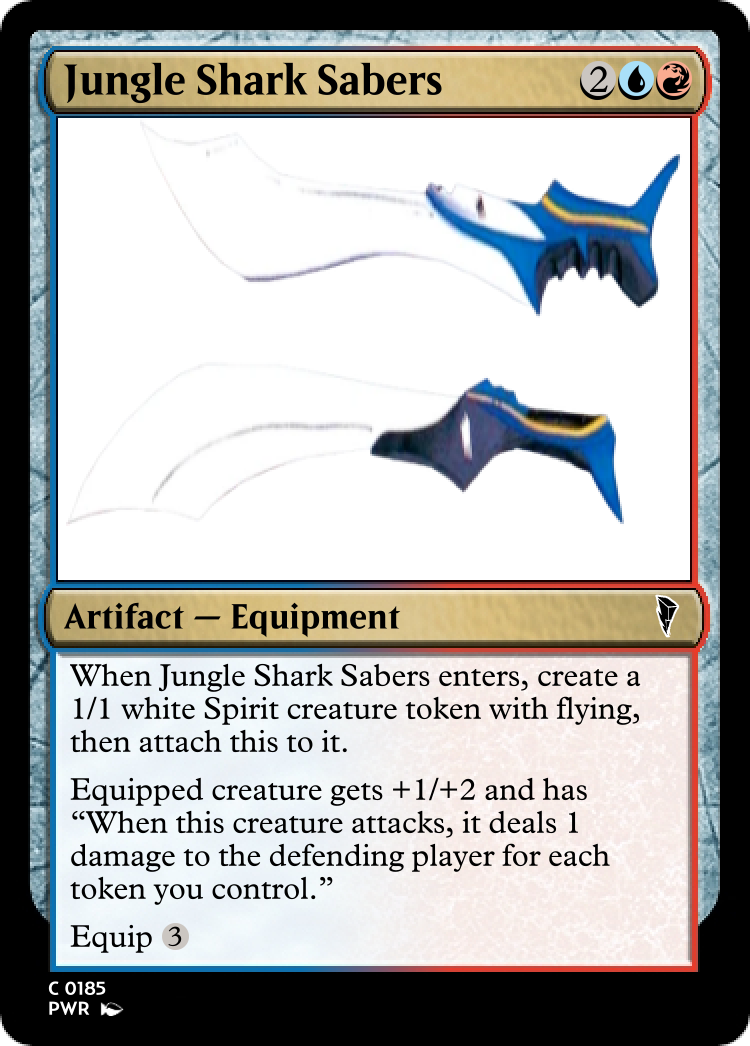 Jungle Shark Sabers 2
Artifact — Equipment
When Jungle Shark Sabers enters, create a
1/1 white Spirit creature token with flying,
then attach this to it.
Equipped creature gets +1/+2 and has
“When this creature attacks, it deals 1
damage to the defending player for each
token you control.”
Equip 3
C 0185
PWR